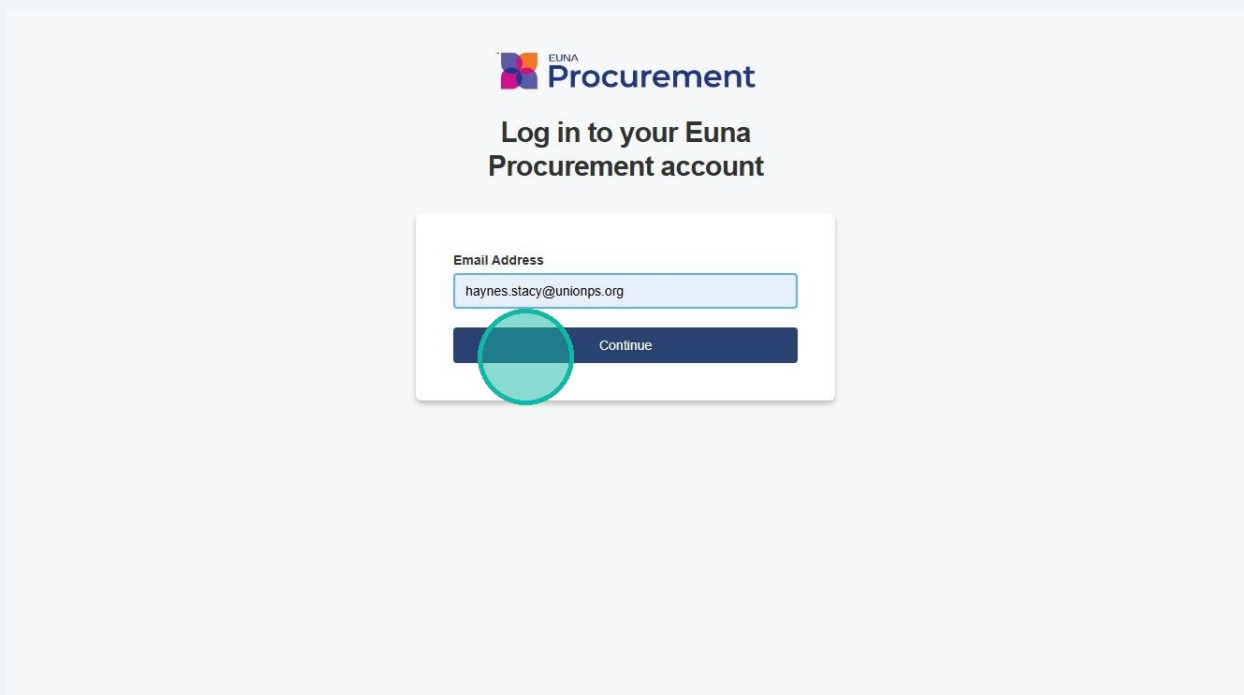 EUNA
Procurement
Log in to your Euna
Procurement account
Email Address
haynes.stacy@unionps.org
Continue